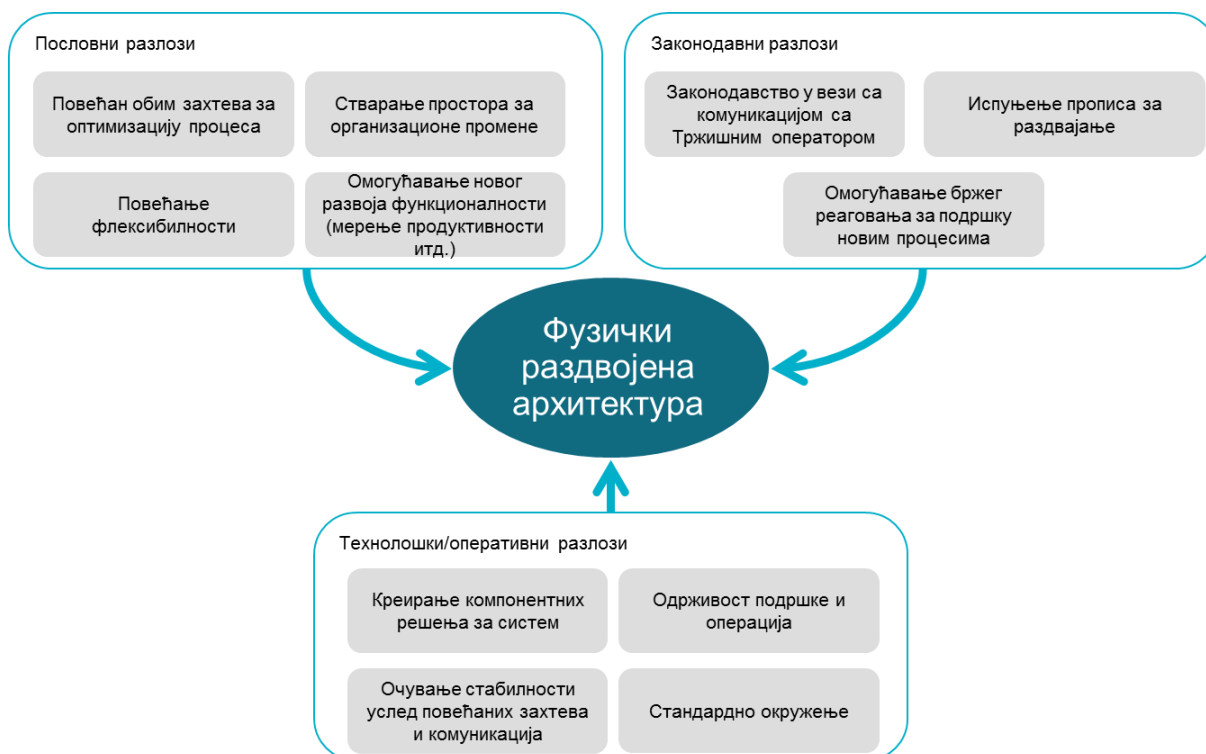 Пословни разлози
Повећан обим захтева за
оптимизацију процеса
Стварање простора за
организационе промене
Повећање
флексибилности
Омогућавање новог
развоја функционалности
(мерење продуктивности
итд.)
Законодавни разлози
Законодавство у вези са
комуникацијом са
Тржишним оператором
Испуњење прописа за
раздвајање
Омогућавање бржег
реаговања за подршку
новим процесима
Фузички
раздвојена
архитектура
Технолошки/оперативни разлози
Креирање компонентних
решења за систем
Одрживост подршке и
операција
Очување стабилности
услед повећаних захтева
и комуникација
Стандардно окружење